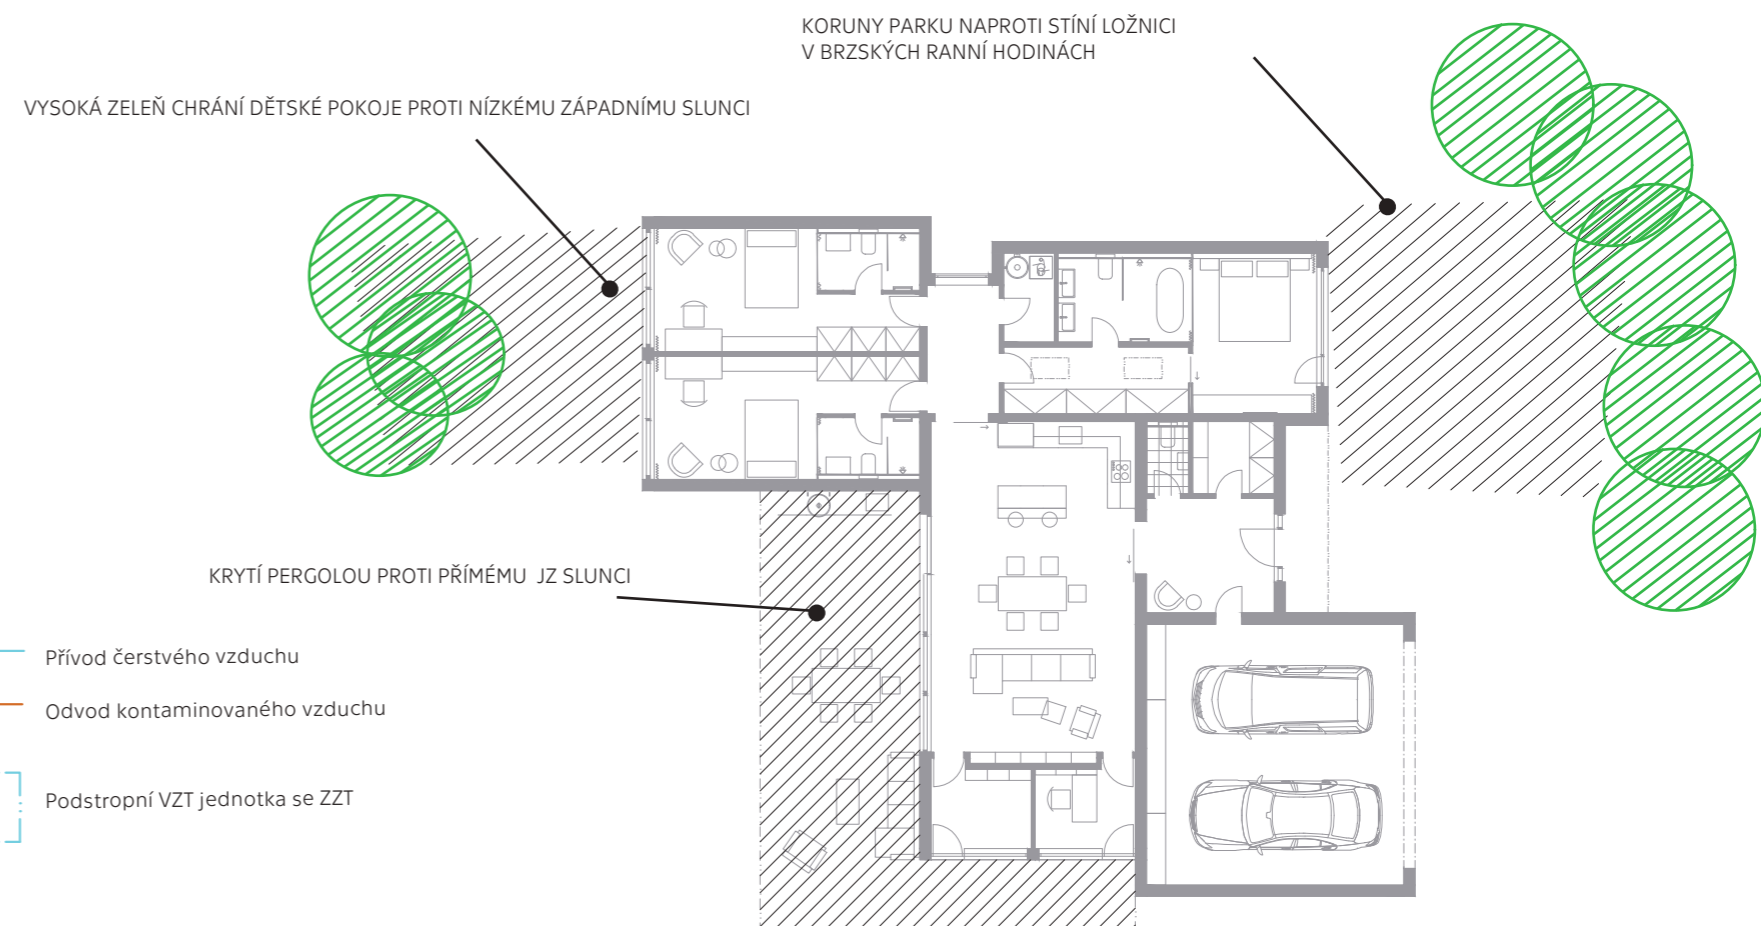 KORUNY PARKU NAPROTI STÍNÍ LOŽNICI
V BRZSKÝCH RANNÍ HODINÁCH
VYSOKÁ ZELEŇ CHRÁNÍ DĚTSKÉ POKOJE PROTI NÍZKÉMU ZÁPADNÍMU SLUNCI
KRYTÍ PERGOLOU PROTI PŘÍMÉMU JZ SLUNCI
Přívod čerstvého vzduchu
Odvod kontaminovaného vzduchu
Podstropní VZT jednotka se ZZT